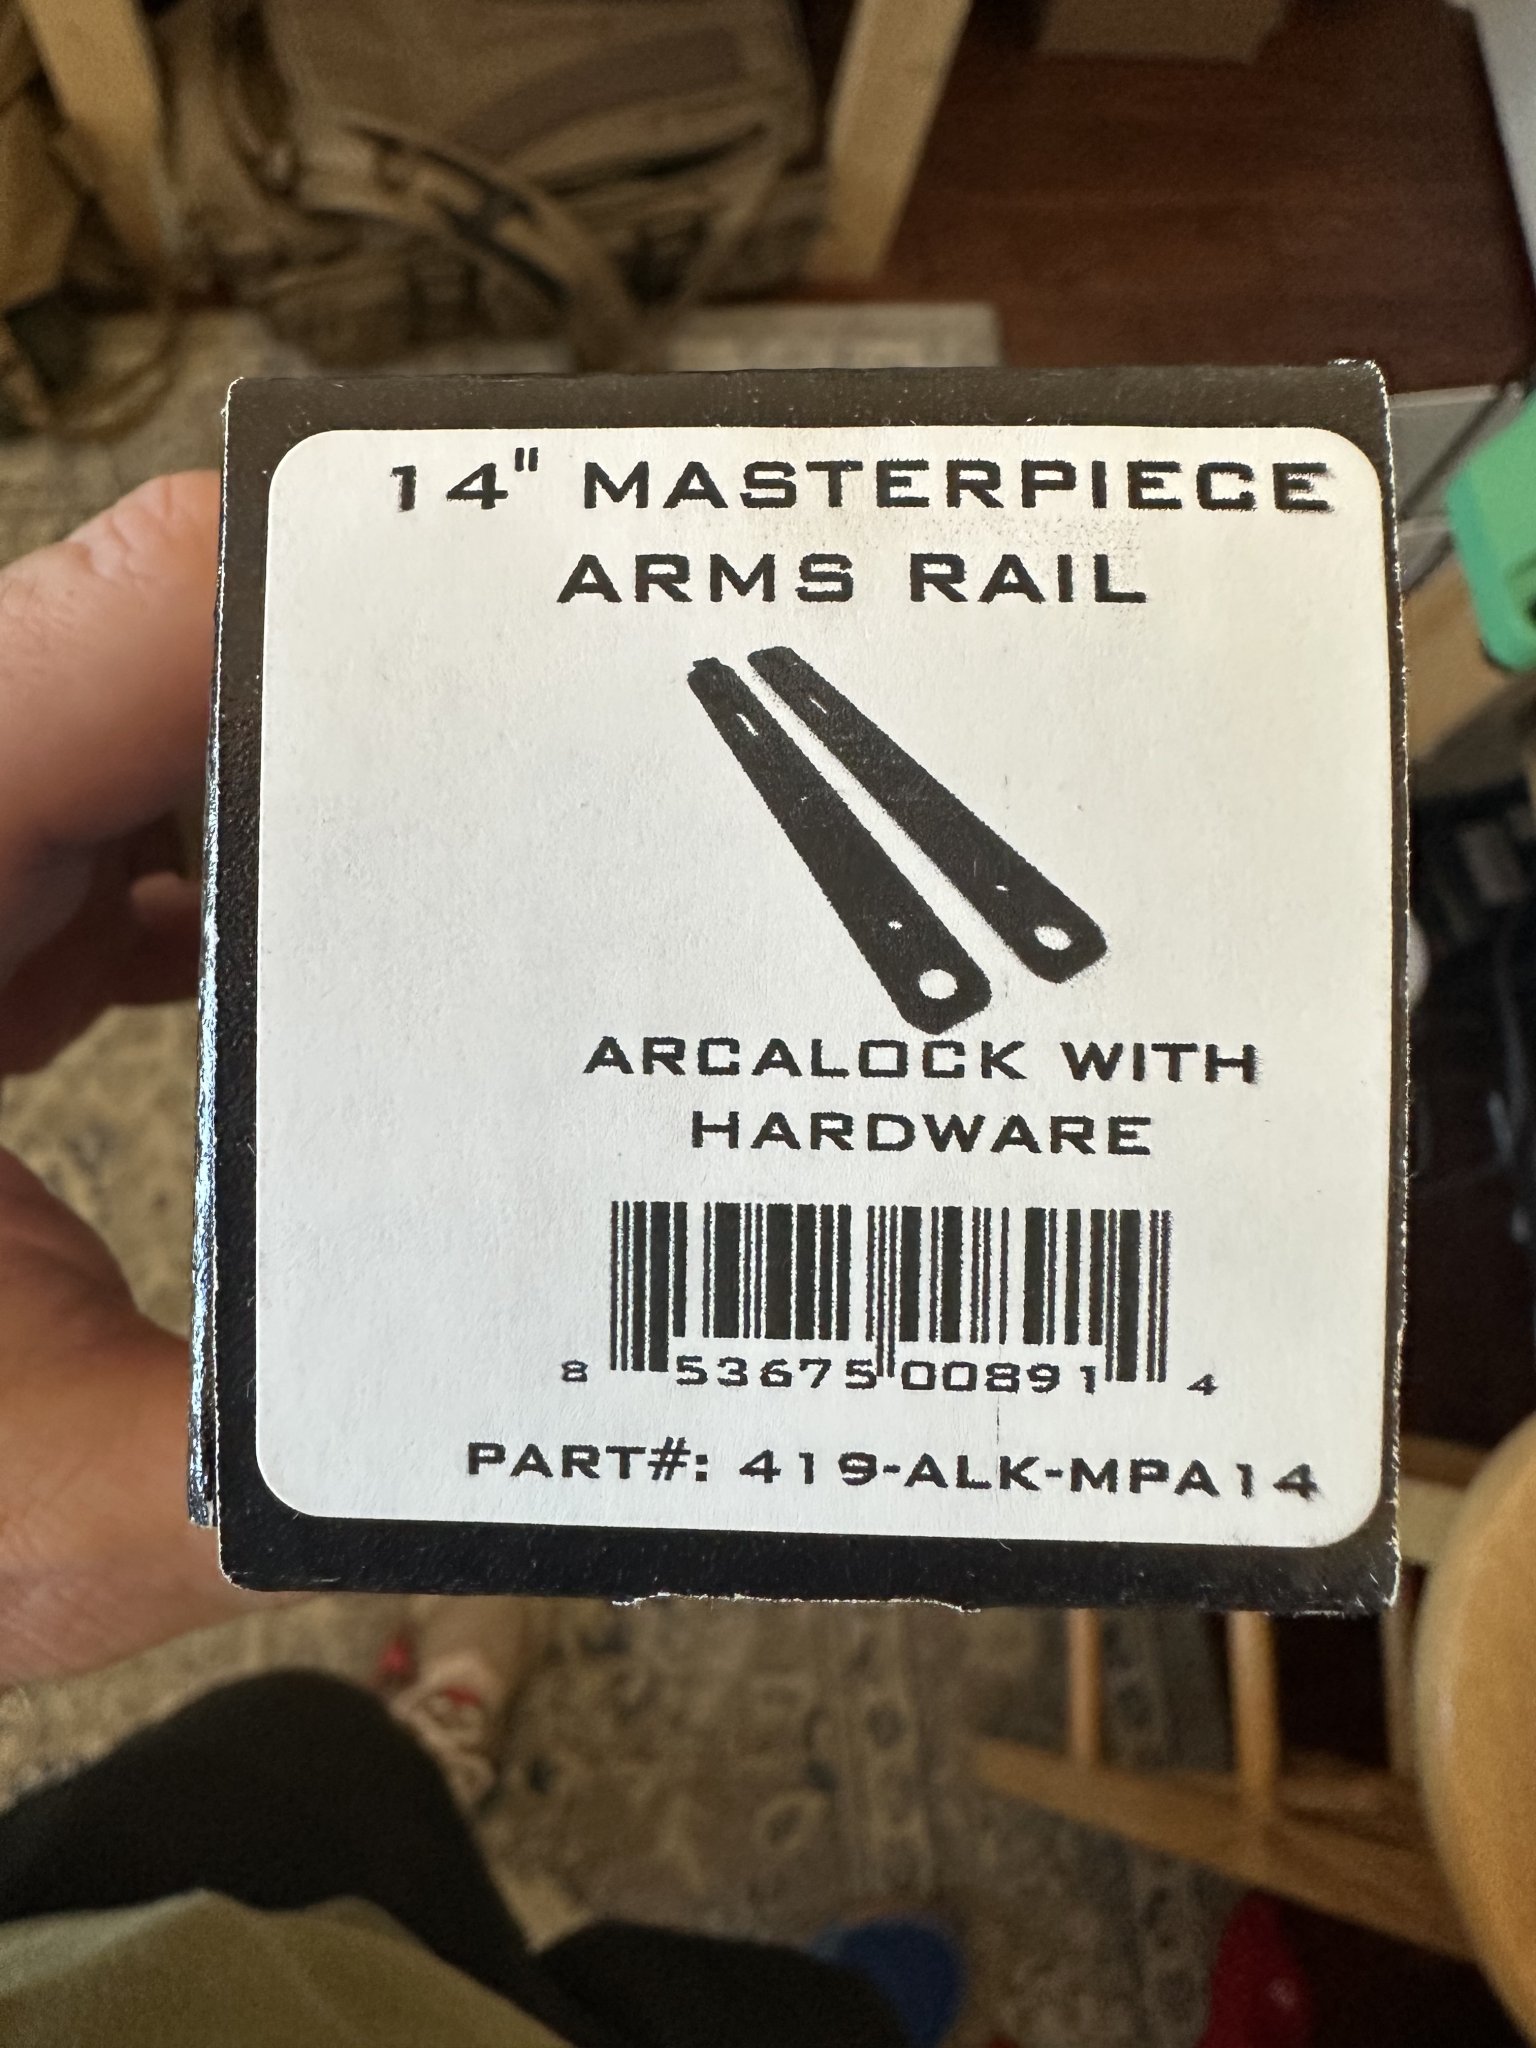 14" MASTERPIECE
ARMS RAIL
ARCALOCK WITH
HARDWARE
8 53675 00891 4
PART#: 419-ALK-MPA14